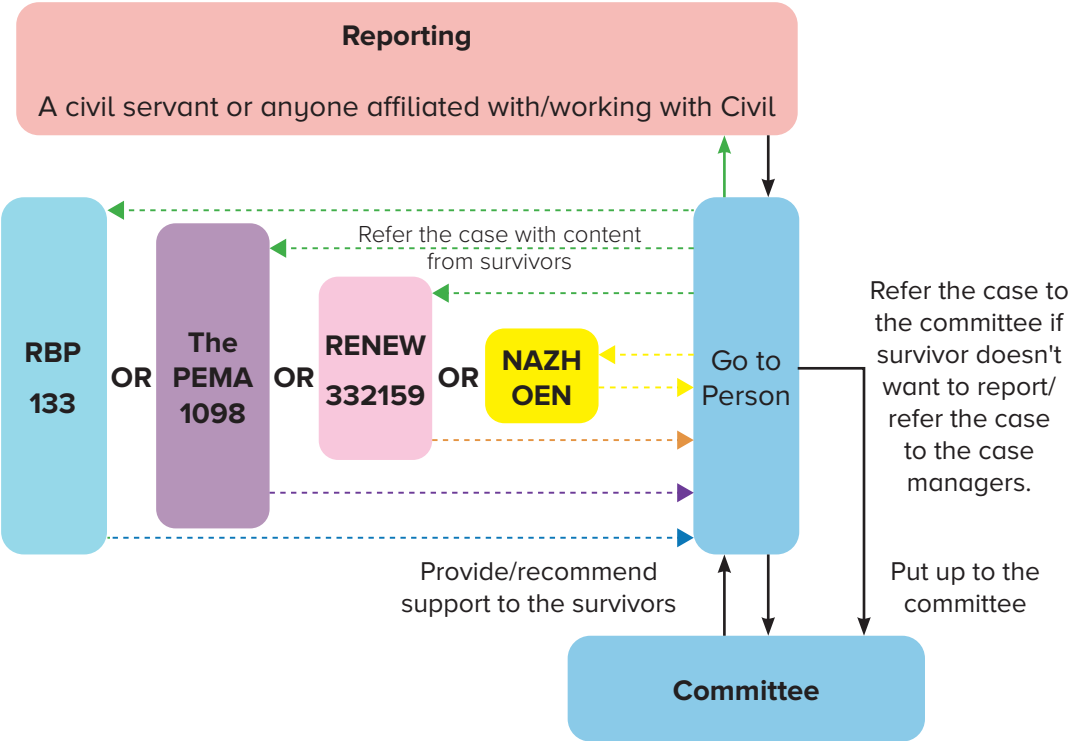 Reporting
A civil servant or anyone affiliated with/working with Civil
Refer the case with content
from survivors
RBP
133
OR
The
PEMA
1098
OR
RENEW
332159
OR
NAZH
OEN
Go to
Person
Refer the case to
the committee if
survivor doesn't
want to report/
refer the case
to the case
managers.
Provide/recommend
support to the survivors
Put up to the
committee
Committee